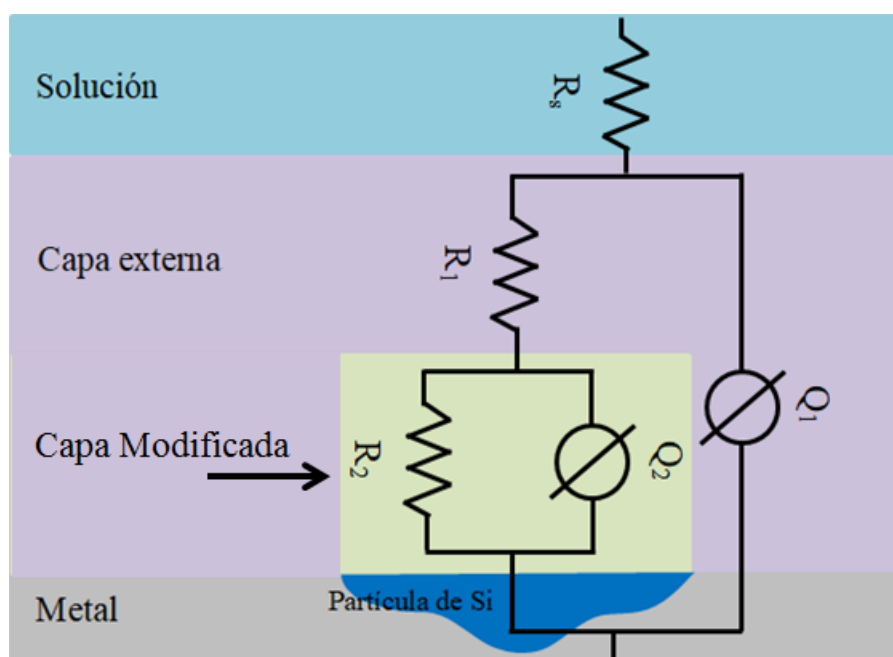 Solución
Rs
Capa externa
R1
Capa Modificada
R2
Q2
Q1
Metal
Partícula de Si